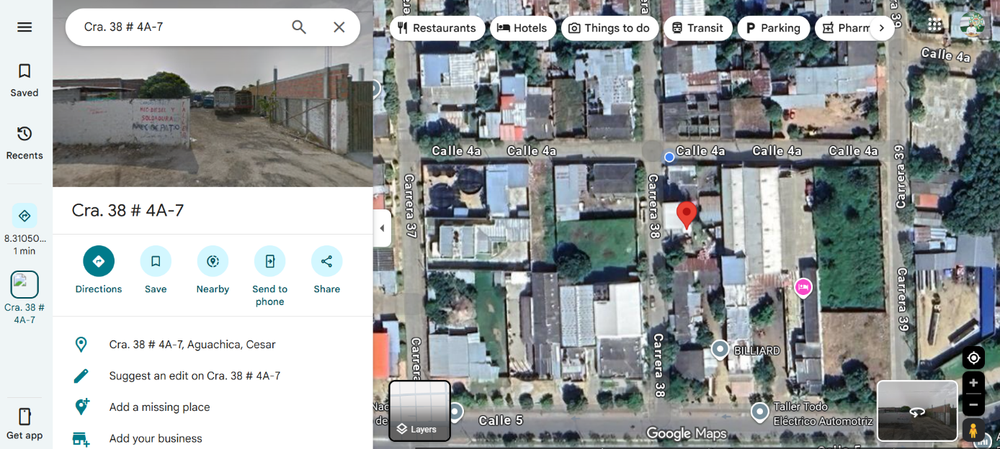 Cra. 38 # 4A-7
Saved
Recents
8.31050...
1 min
Cra. 38 #
4A-7
Get app
SOLDADURA
Cra. 38 # 4A-7
Directions
Save
Nearby
Send to
phone
Share
Cra. 38 # 4A-7, Aguachica, Cesar
Suggest an edit on Cra. 38 # 4A-7
Add a missing place
Add your business
Restaurants
Hotels
Things to do
Transit
Parking
Pharm
39
Calle 4a
Calle 4a
Calle 4a
Calle 4a
Calle 4a
Calle 4a
Carrera 37
Carrera 38
Carrera 39
Carrera 39
Carrera
Carrera 38
BILLIARD
Nac
de
Calle 5
Taller Todo
Eléctrico Automotriz
Layers
Google Maps
Calle 5